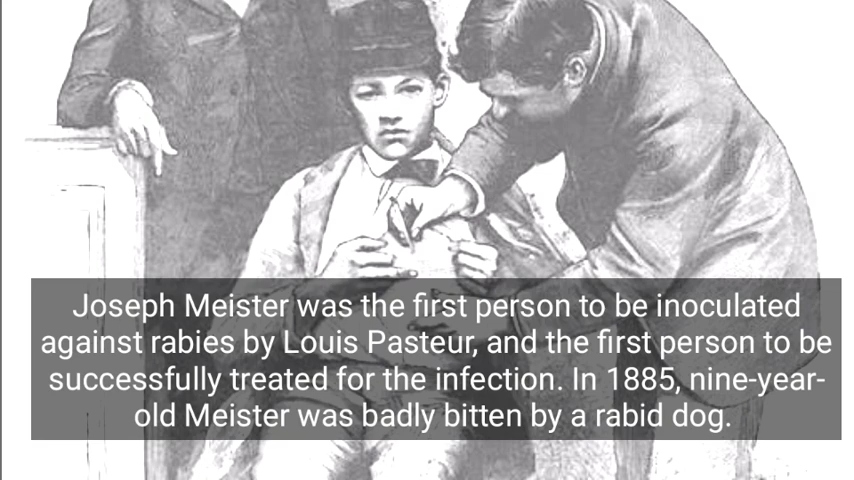 Joseph Meister was the first person to be inoculated
against rabies by Louis Pasteur, and the first person to be
successfully treated for the infection. In 1885, nine-year-
old Meister was badly bitten by a rabid dog.